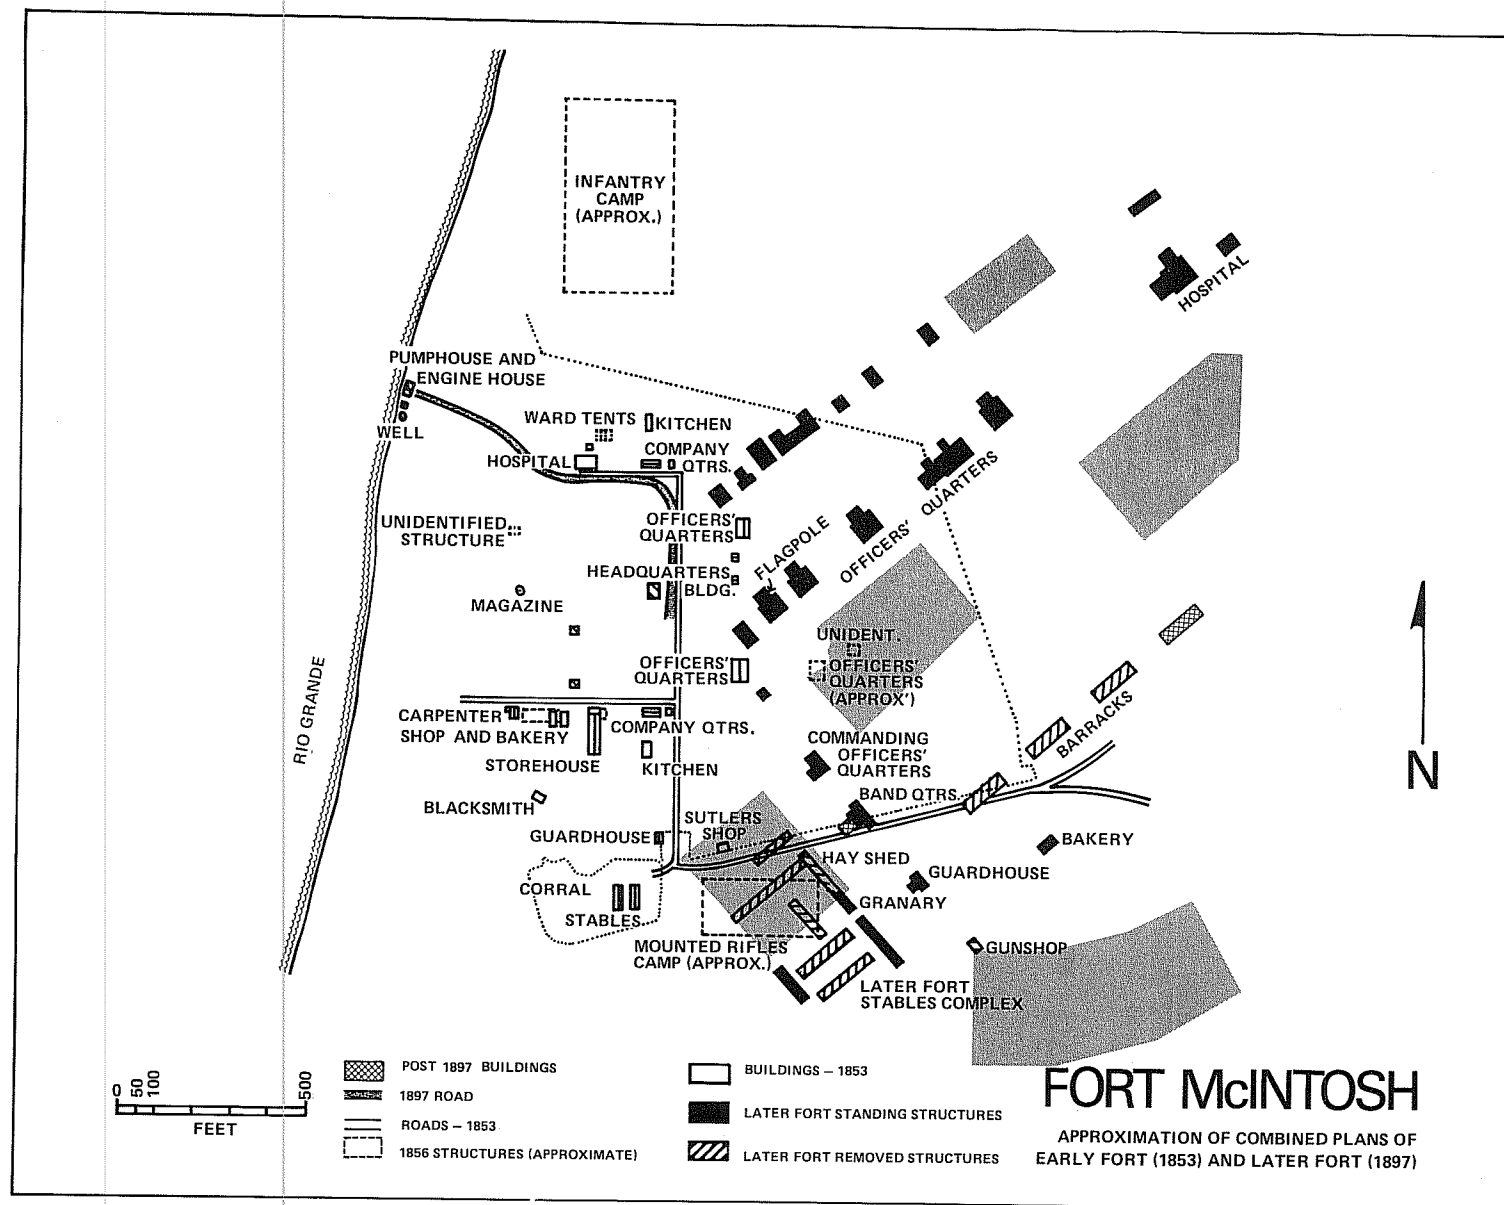 INFANTRY
CAMP
(APPROX.)
HOSPITAL
PUMPHOUSE AND
ENGINE HOUSE
WELL
WARD TENTS
KITCHEN
HOSPITAL
COMPANY
QTRS.
QUARTERS
OFFICERS'
UNIDENTIFIED
STRUCTURE
OFFICERS'
QUARTERS
FLAGPOLE
HEADQUARTERS
BLDG.
MAGAZINE
UNIDENT.
OFFICERS'
QUARTERS
OFFICERS'
QUARTERS
(APPROX')
RIO GRANDE
CARPENTER
SHOP AND BAKERY
COMPANY QTRS.
STOREHOUSE
KITCHEN
COMMANDING
OFFICERS'
QUARTERS
BARRACKS
N
BLACKSMITH
BAND QTRS.
GUARDHOUSE
SUTLERS
SHOP
BAKERY
HAY SHED
GUARDHOUSE
CORRAL
STABLES
GRANARY
MOUNTED RIFLES
CAMP (APPROX.)
GUNSHOP
LATER FORT
STABLES COMPLEX
0 50 100 500
FEET
POST 1897 BUILDINGS
1897 ROAD
ROADS – 1853
1856 STRUCTURES (APPROXIMATE)
BUILDINGS – 1853
LATER FORT STANDING STRUCTURES
LATER FORT REMOVED STRUCTURES
FORT McINTOSH
APPROXIMATION OF COMBINED PLANS OF
EARLY FORT (1853) AND LATER FORT (1897)